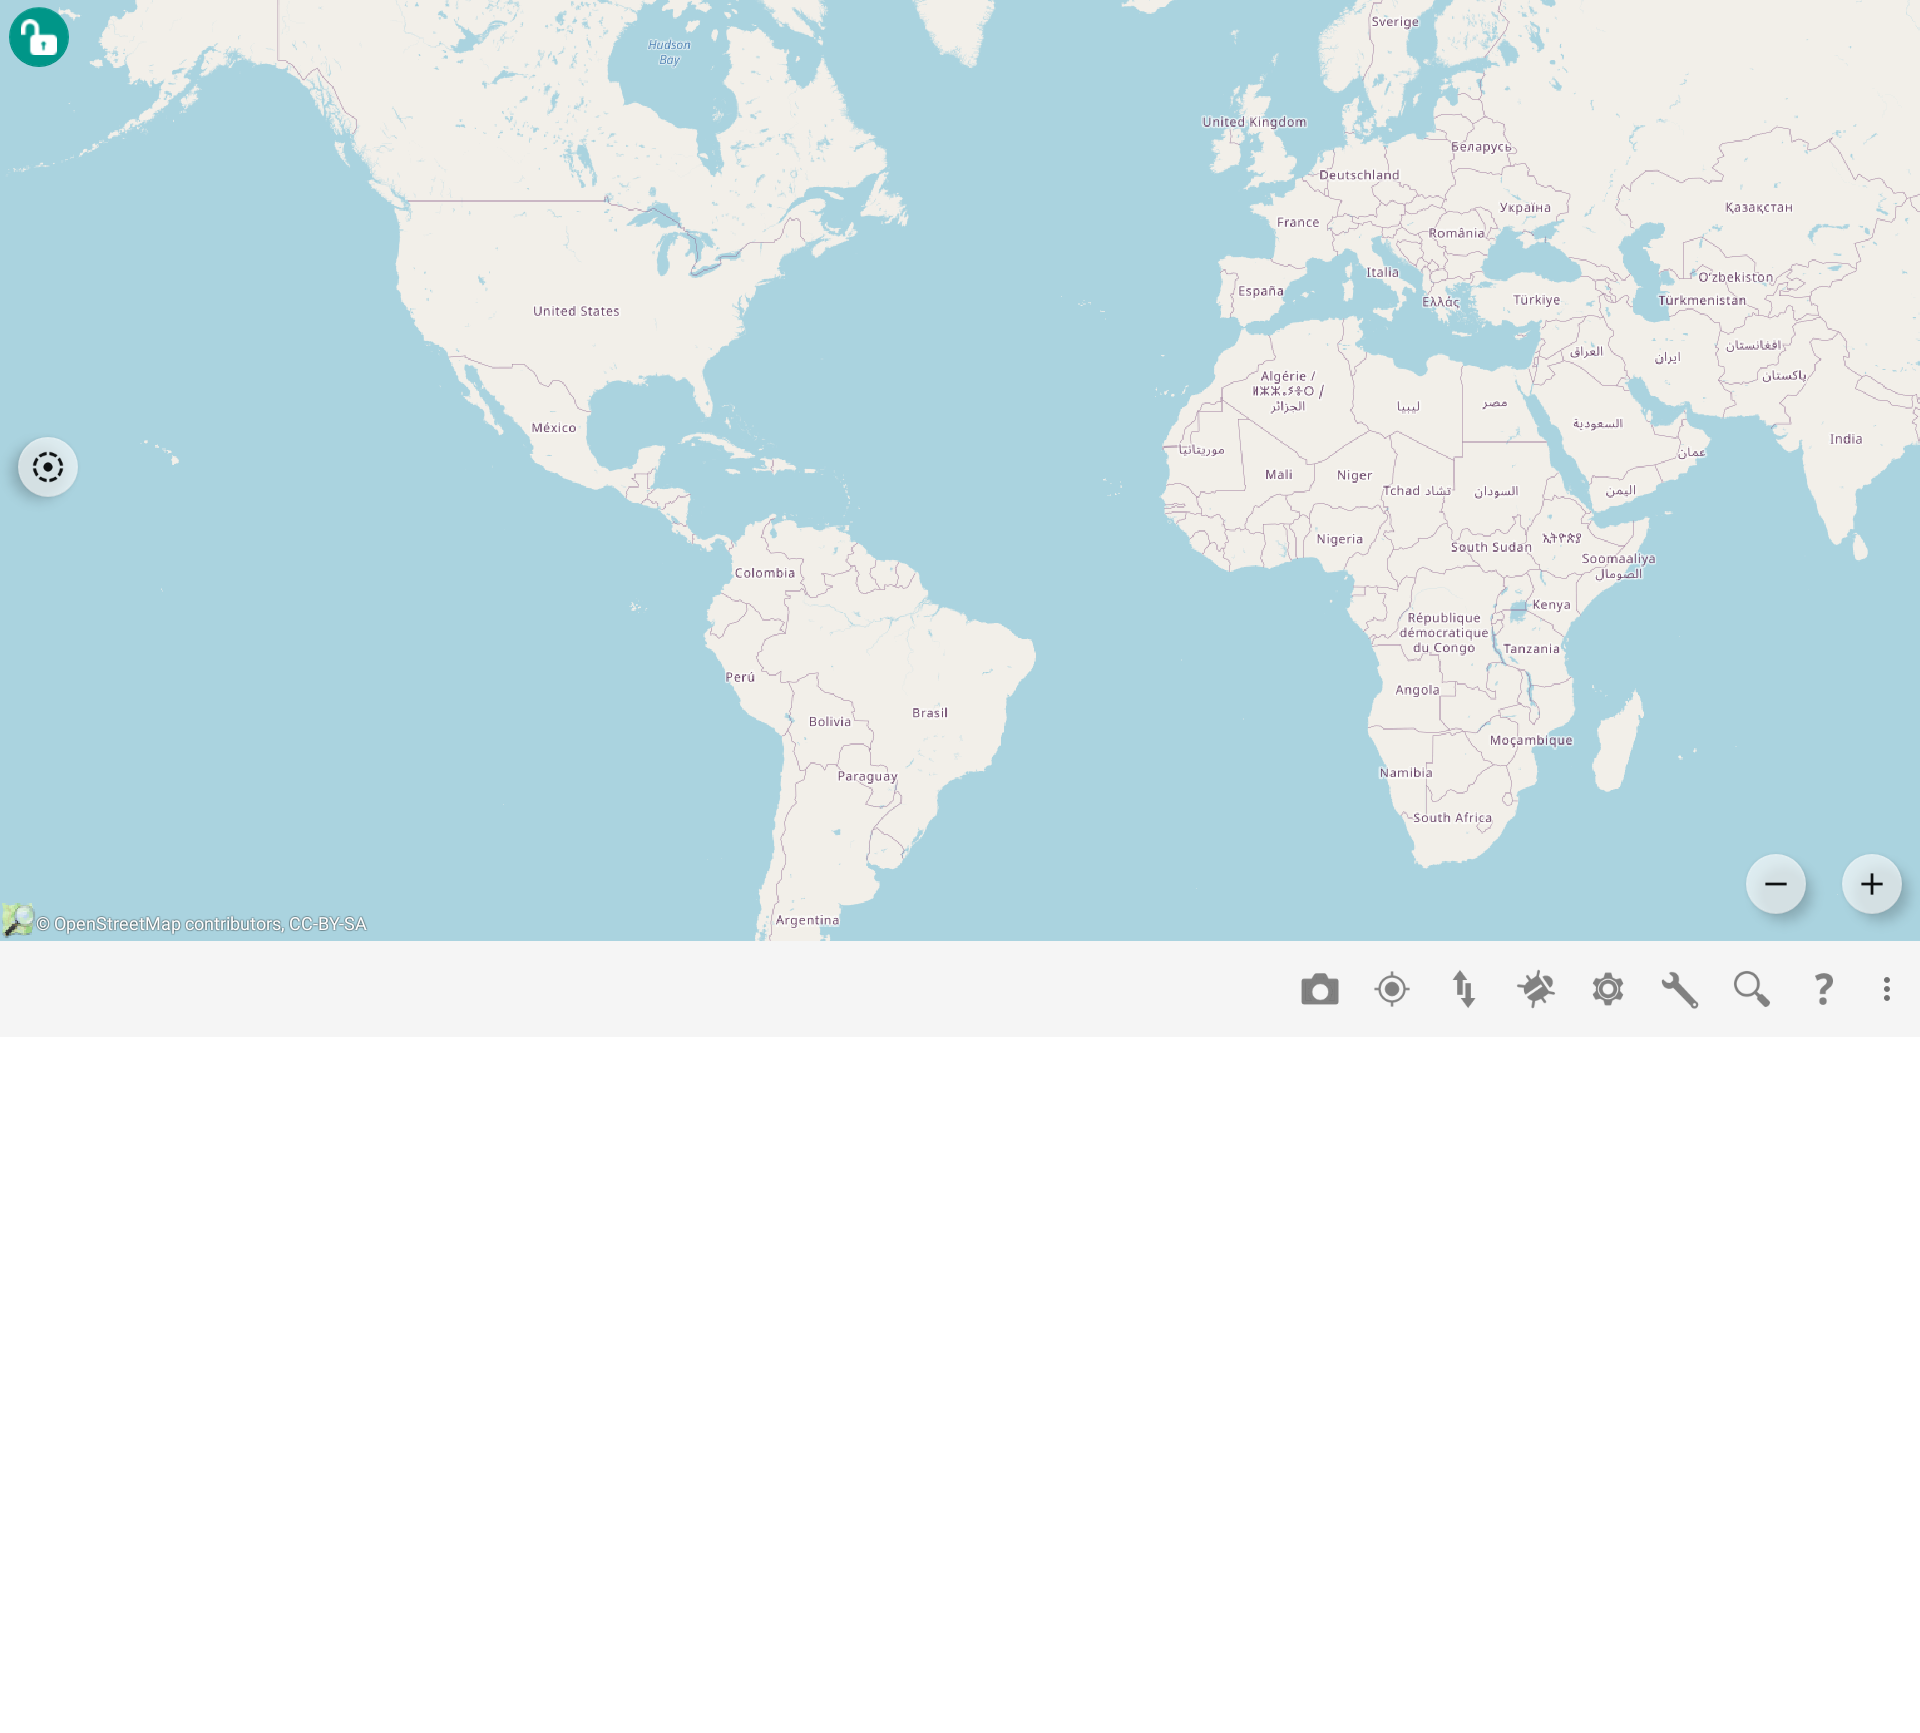 Sverige
Hudson
Bay
United Kingdom
Беларусь
Deutschland
Україна
Қазақстан
France
România
Italia
Oʻzbekiston
España
Ελλάς
Türkiye
Türkmenistan
United States
افغانستان
العراق
ایران
پاکستان
Algérie /
ⵍⵣⵣⴰⵢⴻⵔ /
الجزائر
ليبيا
مصر
السعودية
México
India
موريتانيا
عمان
Mali
Niger
Tchad تشاد
السودان
اليمن
Nigeria
South Sudan
ኢትዮጵያ
Soomaaliya
الصومال
Colombia
Kenya
République
démocratique
du Congo
Tanzania
Perú
Angola
Brasil
Bolivia
Moçambique
Paraguay
Namibia
South Africa
Argentina
© OpenStreetMap contributors, CC-BY-SA